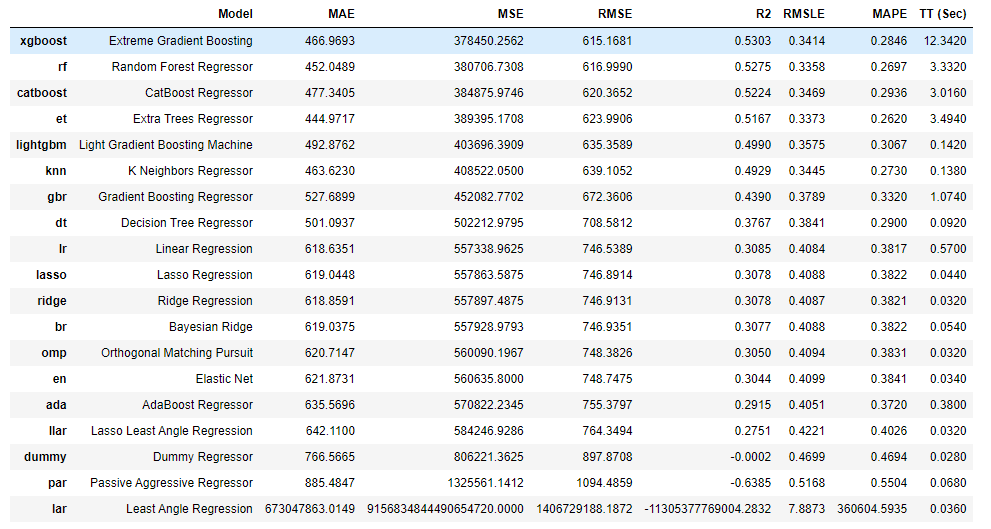 Model MAE MSE RMSE R2 RMSLE MAPE TT (Sec)
xgboost Extreme Gradient Boosting 466.9693 378450.2562 615.1681 0.5303 0.3414 0.2846 12.3420
rf Random Forest Regressor 452.0489 380706.7308 616.9990 0.5275 0.3358 0.2697 3.3320
catboost CatBoost Regressor 477.3405 384875.9746 620.3652 0.5224 0.3469 0.2936 3.0160
et Extra Trees Regressor 444.9717 389395.1708 623.9906 0.5167 0.3373 0.2620 3.4940
lightgbm Light Gradient Boosting Machine 492.8762 403696.3909 635.3589 0.4990 0.3575 0.3067 0.1420
knn K Neighbors Regressor 463.6230 408522.0500 639.1052 0.4929 0.3445 0.2730 0.1380
gbr Gradient Boosting Regressor 527.6899 452082.7702 672.3606 0.4390 0.3789 0.3320 1.0740
dt Decision Tree Regressor 501.0937 502212.9795 708.5812 0.3767 0.3841 0.2900 0.0920
lr Linear Regression 618.6351 557338.9625 746.5389 0.3085 0.4084 0.3817 0.5700
lasso Lasso Regression 619.0448 557863.5875 746.8914 0.3078 0.4088 0.3822 0.0440
ridge Ridge Regression 618.8591 557897.4875 746.9131 0.3078 0.4087 0.3821 0.0320
br Bayesian Ridge 619.0375 557928.9793 746.9351 0.3077 0.4088 0.3822 0.0540
omp Orthogonal Matching Pursuit 620.7147 560090.1967 748.3826 0.3050 0.4094 0.3831 0.0320
en Elastic Net 621.8731 560635.8000 748.7475 0.3044 0.4099 0.3841 0.0340
ada AdaBoost Regressor 635.5696 570822.2345 755.3797 0.2915 0.4051 0.3720 0.3800
llar Lasso Least Angle Regression 642.1100 584246.9286 764.3494 0.2751 0.4221 0.4026 0.0320
dummy Dummy Regressor 766.5665 806221.3625 897.8708 -0.0002 0.4699 0.4694 0.0280
par Passive Aggressive Regressor 885.4847 1325561.1412 1094.4859 -0.6385 0.5168 0.5504 0.0680
lar Least Angle Regression 673047863.0149 9156834844490654720.0000 1406729188.1872 -11305377769004.2832 7.8873 360604.5935 0.0360